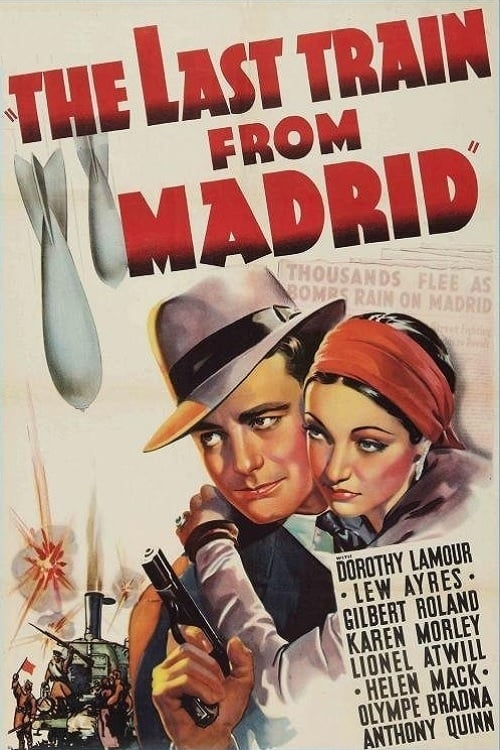 "THE LAST TRAIN
FROM
MADRID"
THOUSANDS FLEE AS
BOMBS RAIN ON MADRID
WITH
DOROTHY LAMOUR
· LEW AYRES ·
GILBERT ROLAND
KAREN MORLEY
LIONEL ATWILL
· HELEN MACK ·
OLYMPE BRADNA
ANTHONY QUINN